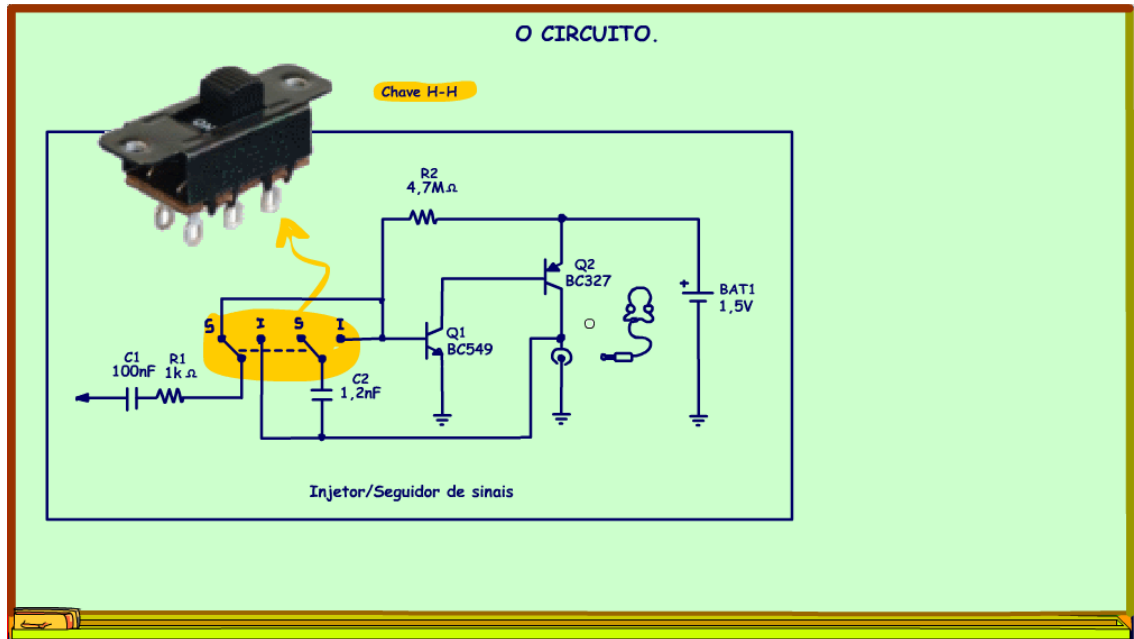 O CIRCUITO.
Chave H-H
ON
R2
4,7MΩ
Q2
BC327
+
BAT1
1,5V
S I S I
Q1
BC549
C1
100nF
R1
1kΩ
C2
1,2nF
Injetor/Seguidor de sinais